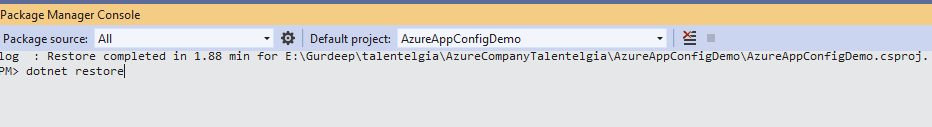 Package Manager Console
Package source: All Default project: AzureAppConfigDemo
log  : Restore completed in 1.88 min for E:\Gurdeep\talentelgia\AzureCompanyTalentelgia\AzureAppConfigDemo\AzureAppConfigDemo.csproj.
PM> dotnet restore